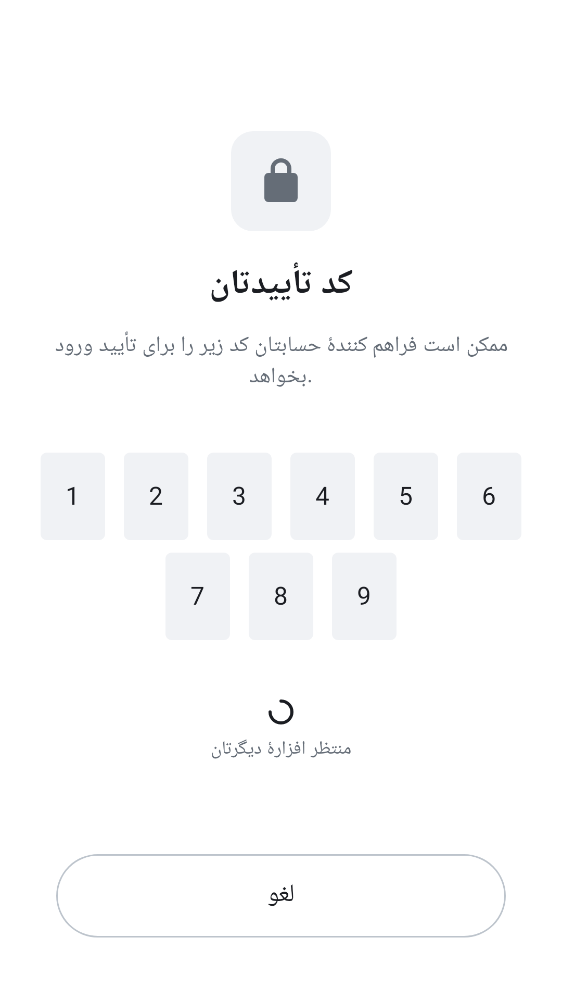 کد تأییدتان
ممکن است فراهم کنندهٔ حسابتان کد زیر را برای تأیید ورود
بخواهد.
1 2 3 4 5 6
7 8 9
منتظر افزارهٔ دیگرتان
لغو